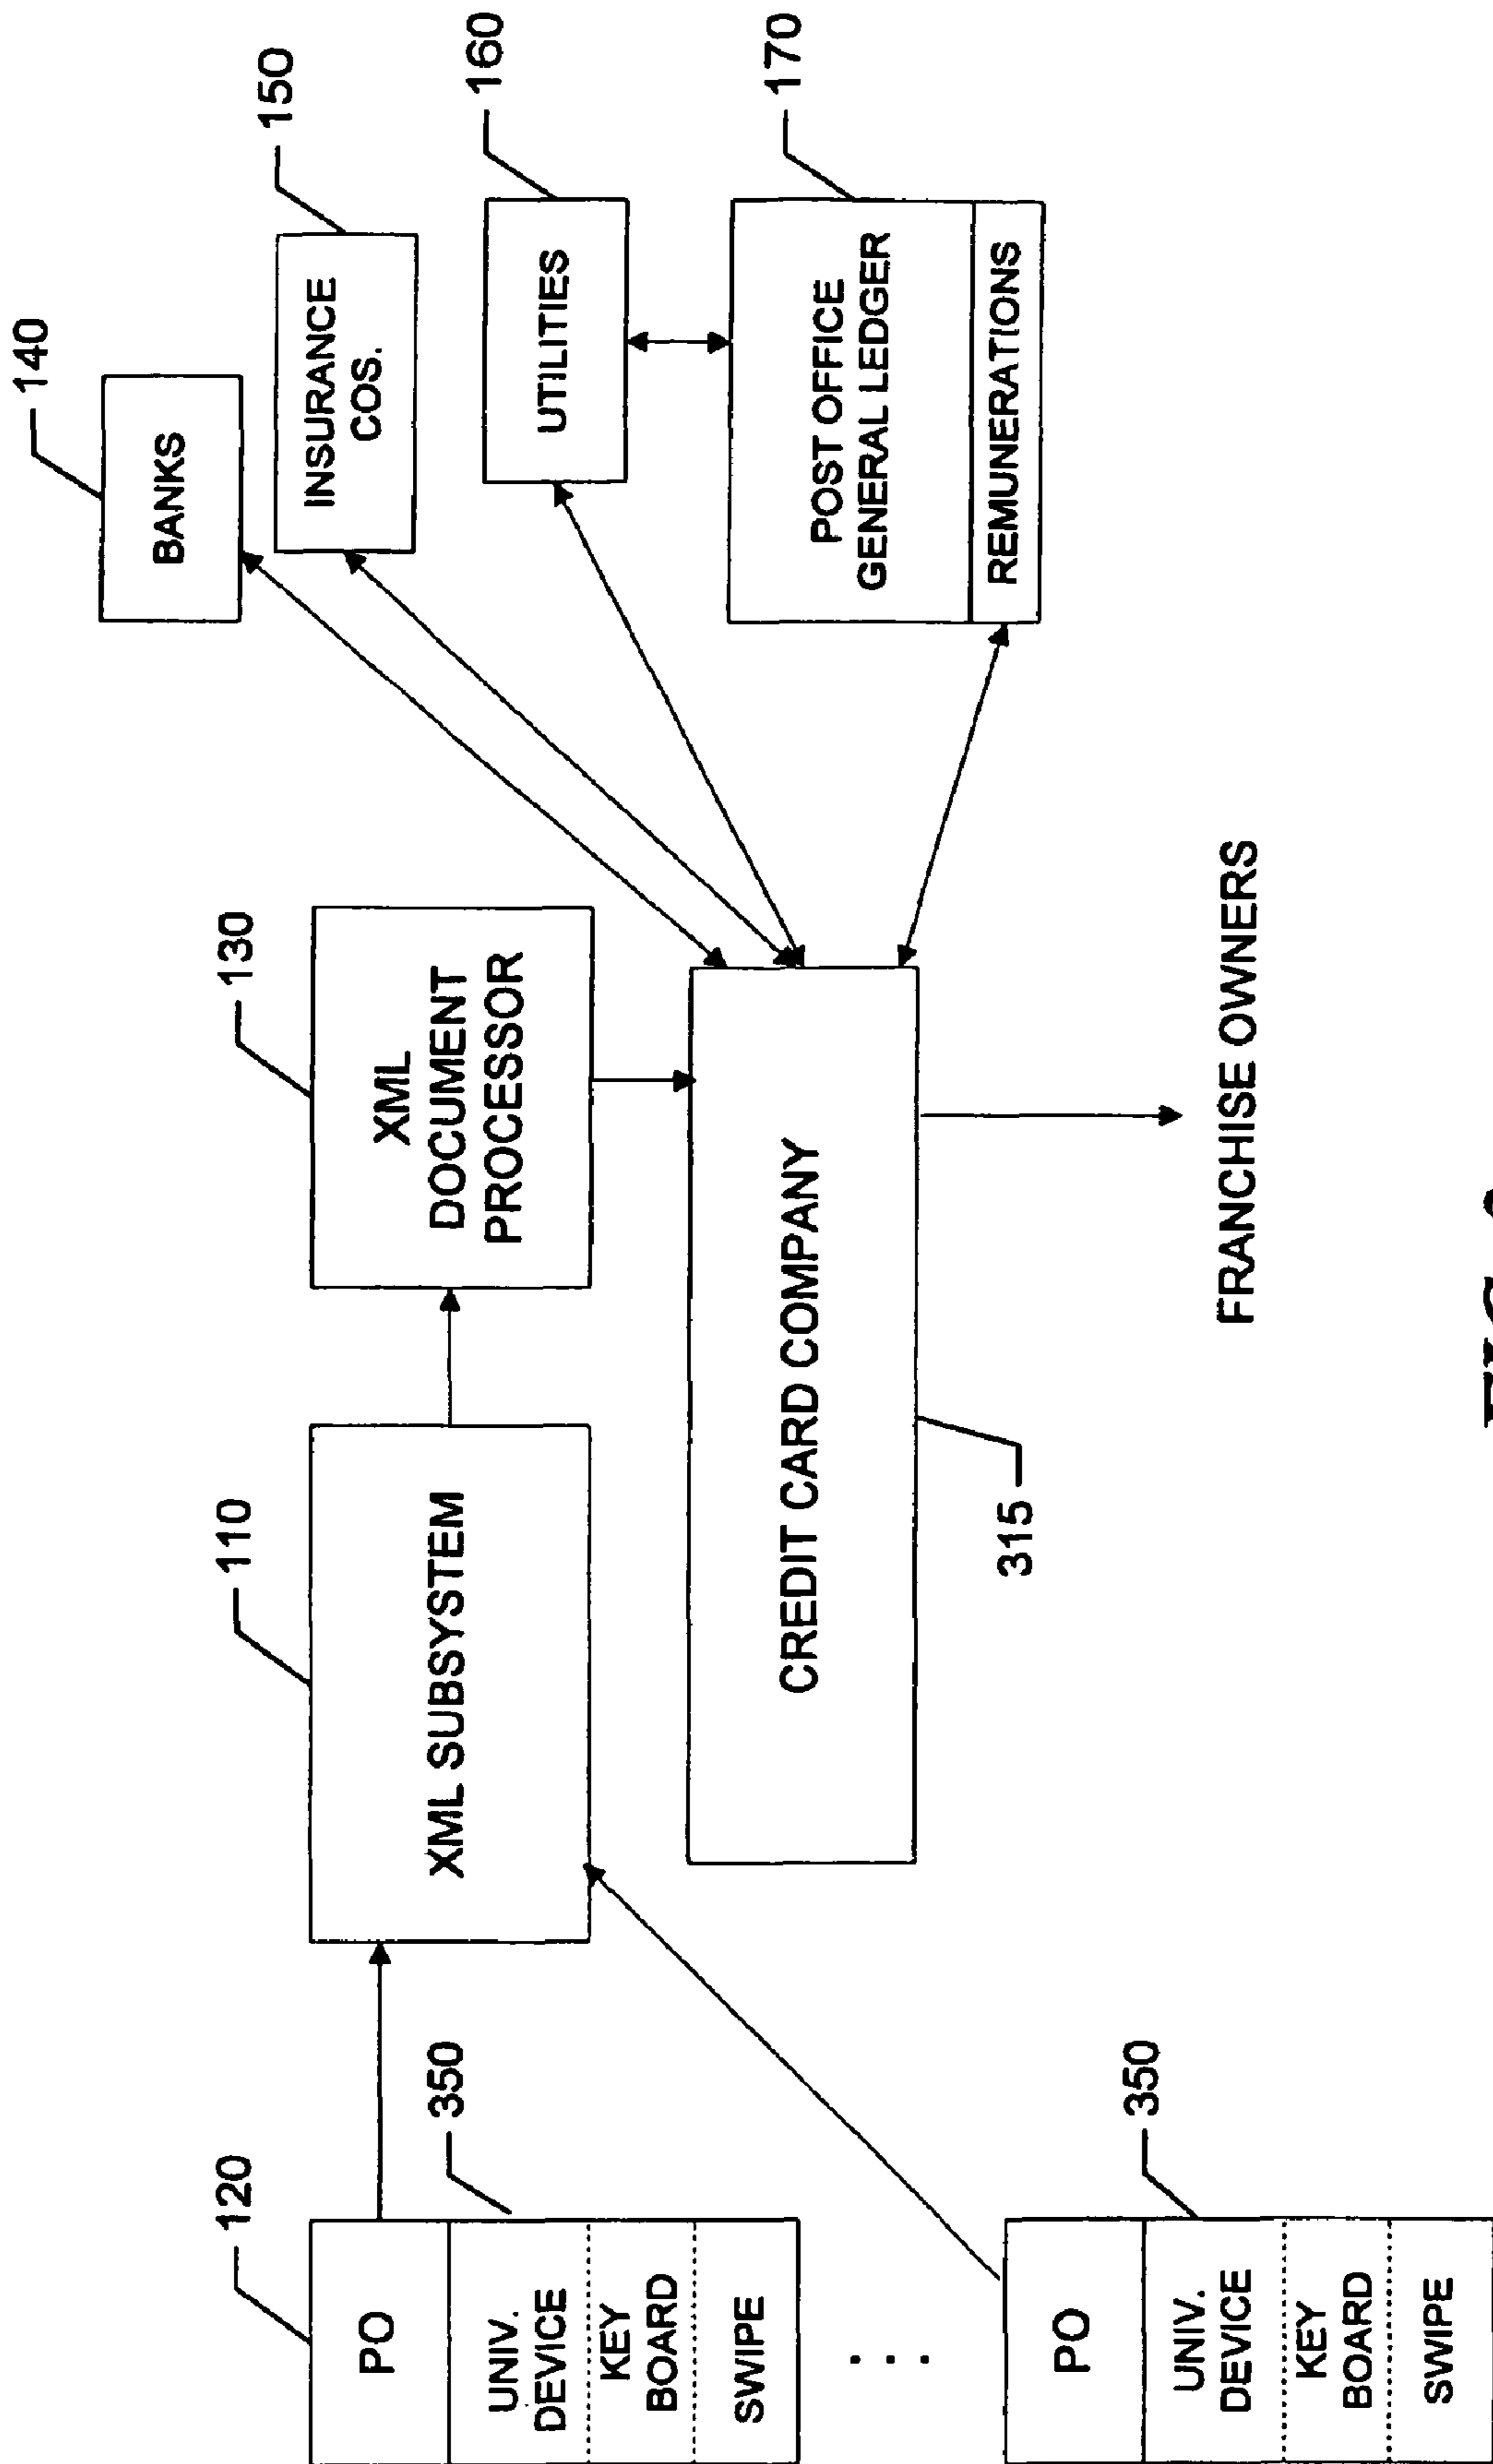 120
PO
350
UNIV.
DEVICE
KEY
BOARD
SWIPE
. . .
PO
350
UNIV.
DEVICE
KEY
BOARD
SWIPE
110
XML SUBSYSTEM
130
XML
DOCUMENT
PROCESSOR
CREDIT CARD COMPANY
315
FRANCHISE OWNERS
140
BANKS
150
INSURANCE
COS.
160
UTILITIES
170
POST OFFICE
GENERAL LEDGER
REMUNERATIONS